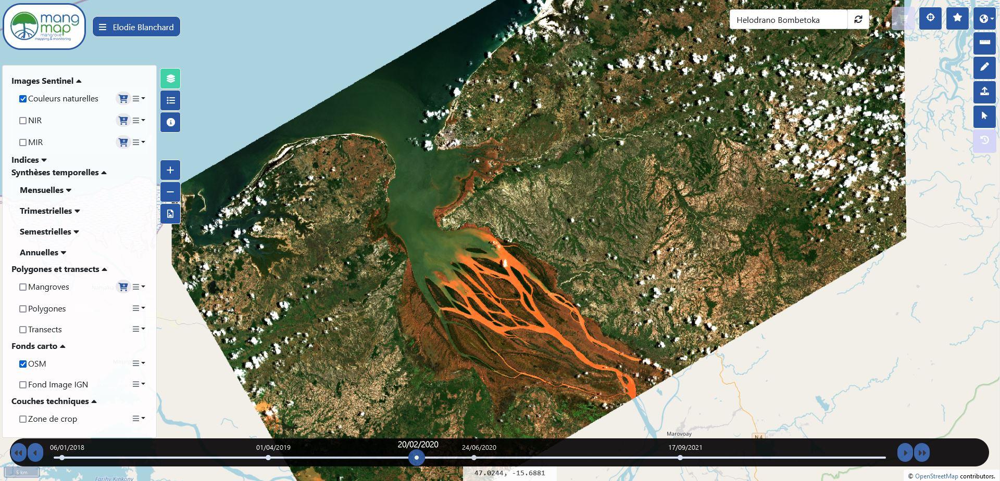 mang
map
mangrove
mapping & monitoring
Elodie Blanchard
Helodrano Bombetoka
Images Sentinel
Couleurs naturelles
NIR
MIR
Indices
Synthèses temporelles
Mensuelles
Trimestrielles
Semestrielles
Annuelles
Polygones et transects
Mangroves
Polygones
Transects
Fonds carto
OSM
Fond Image IGN
Couches techniques
Zone de crop
Marovoay
N 4
06/01/2018
01/04/2019
20/02/2020
24/06/2020
17/09/2021
5 km
Farihy Kinkony
47.0244, -15.6881
© OpenStreetMap contributors.